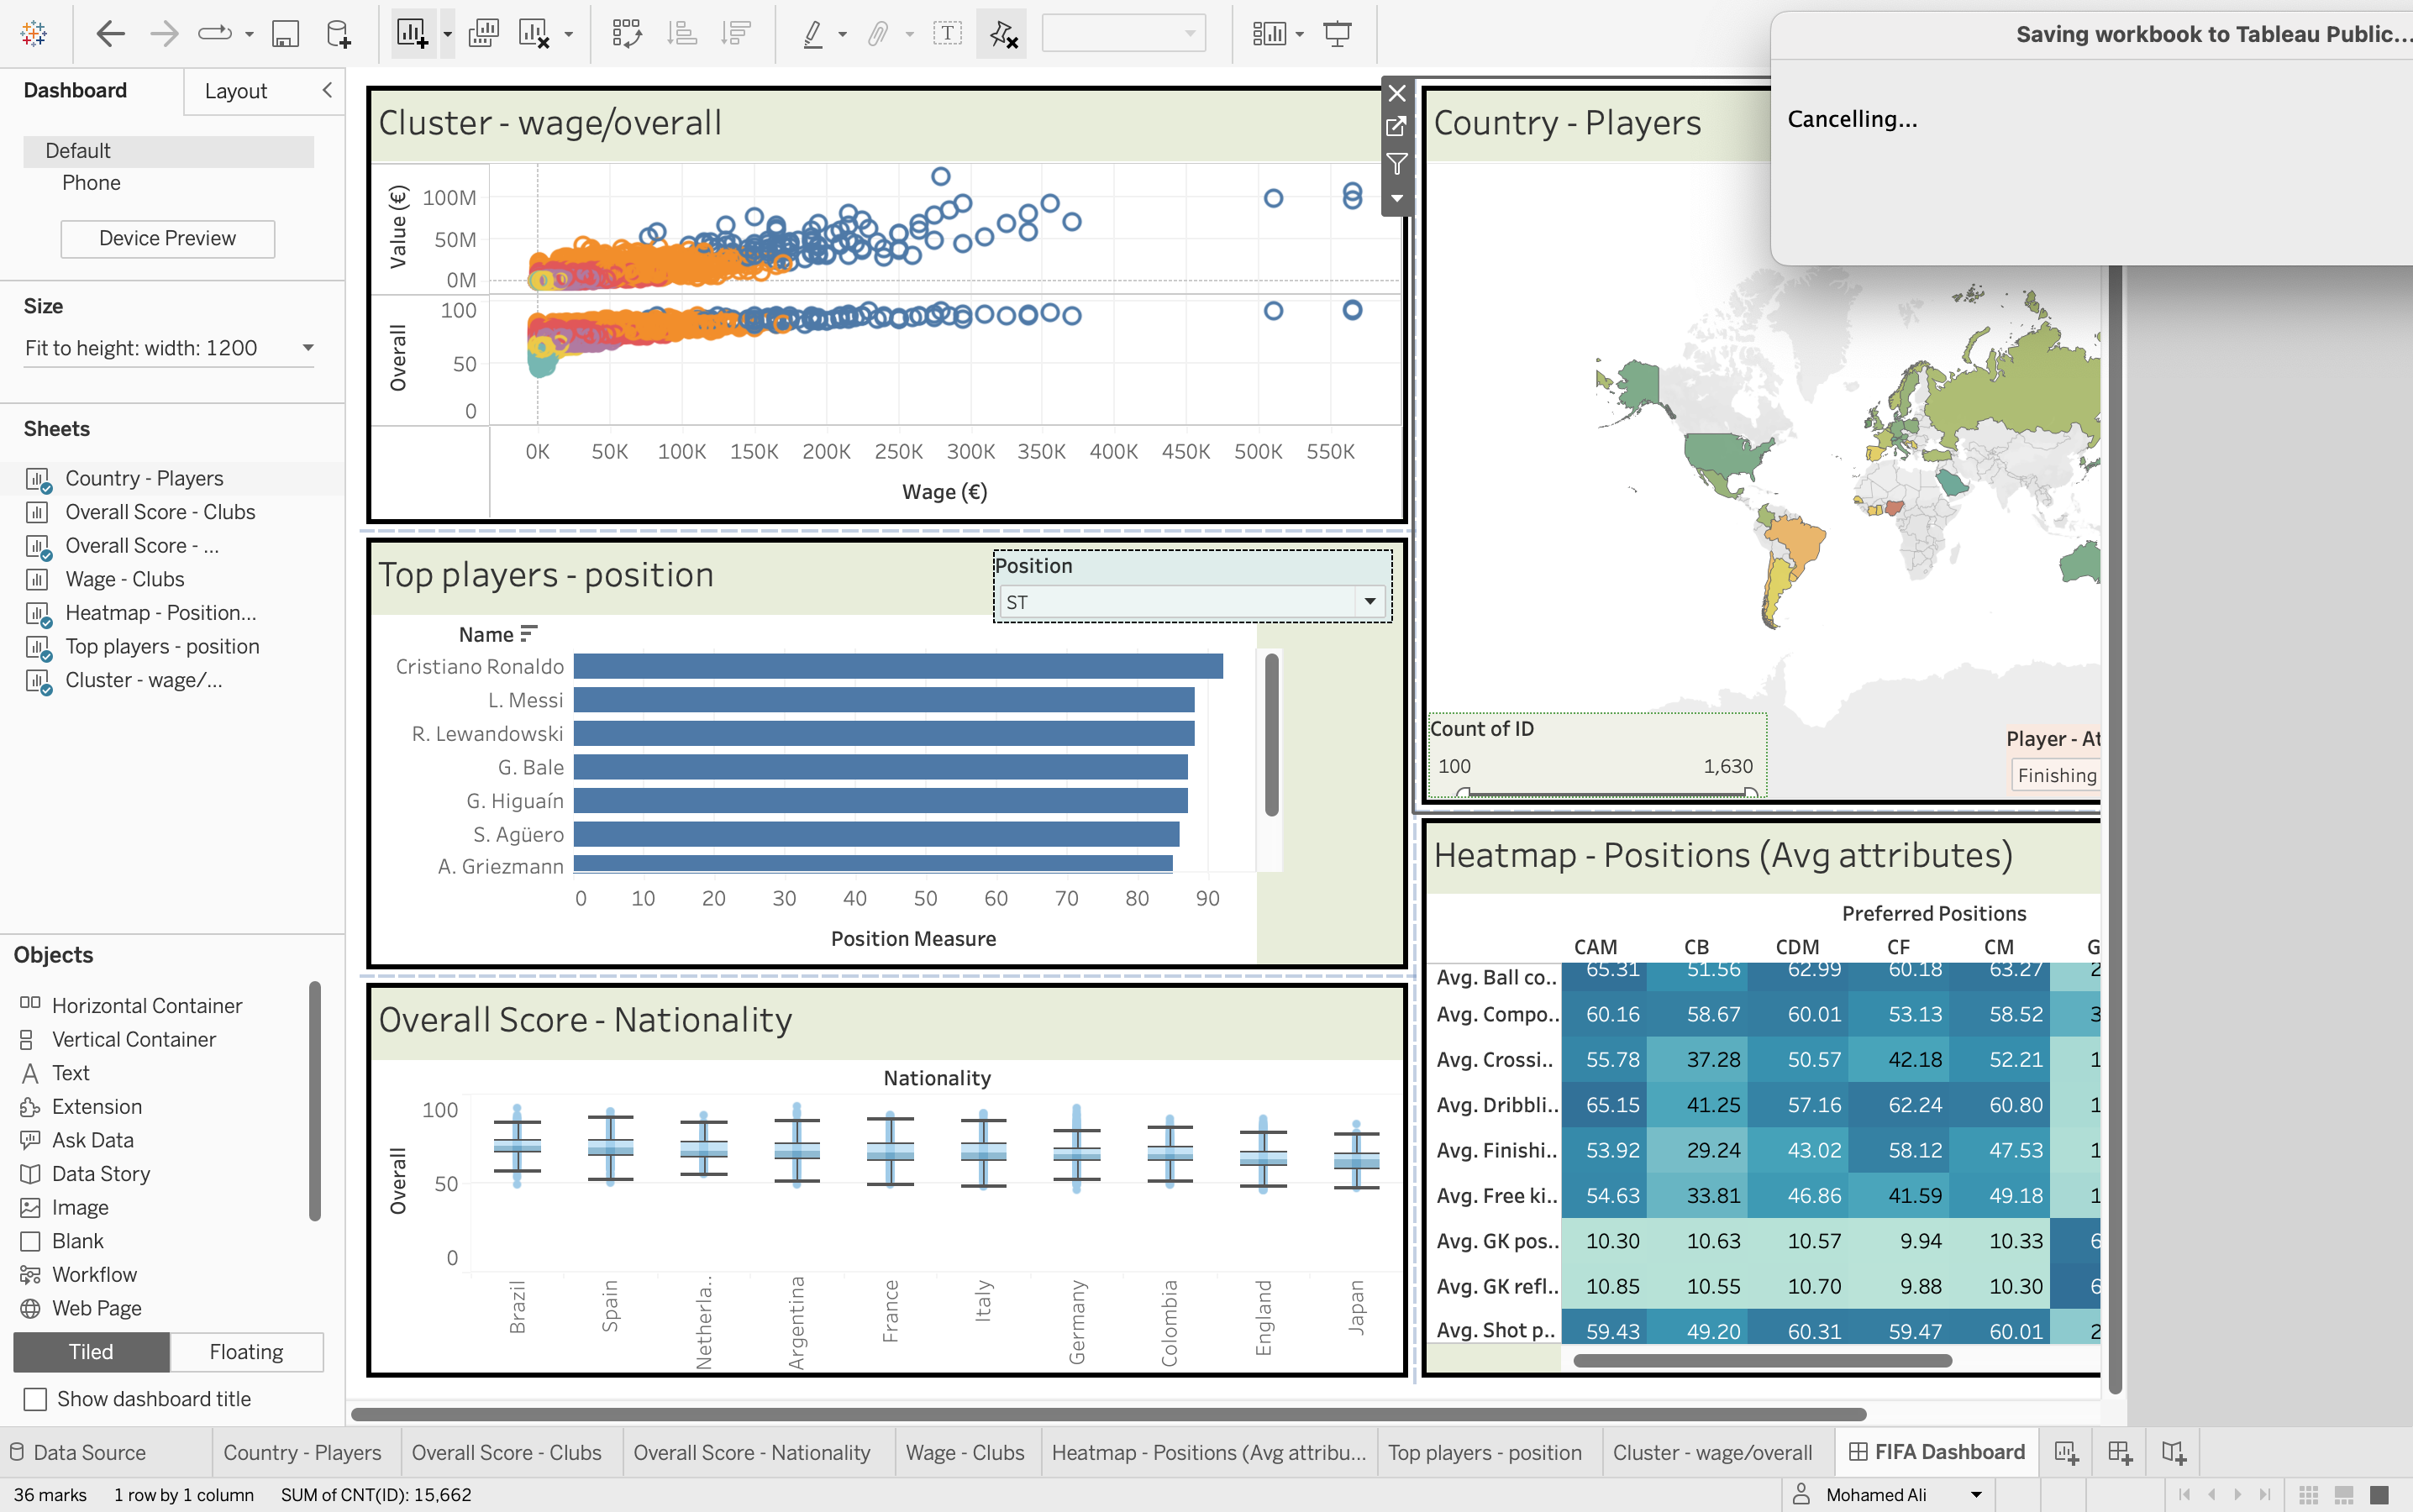 Saving workbook to Tableau Public...
Cancelling...
Dashboard
Layout
Default
Phone
Device Preview
Size
Fit to height: width: 1200
Sheets
Country - Players
Overall Score - Clubs
Overall Score - ...
Wage - Clubs
Heatmap - Position...
Top players - position
Cluster - wage/...
Objects
Horizontal Container
Vertical Container
Text
Extension
Ask Data
Data Story
Image
Blank
Workflow
Web Page
Tiled
Floating
Show dashboard title
Cluster - wage/overall
Value (€)
100M
50M
0M
Overall
100
50
0
0K 50K 100K 150K 200K 250K 300K 350K 400K 450K 500K 550K
Wage (€)
Top players - position
Position
ST
Name
Cristiano Ronaldo
L. Messi
R. Lewandowski
G. Bale
G. Higuaín
S. Agüero
A. Griezmann
0 10 20 30 40 50 60 70 80 90
Position Measure
Overall Score - Nationality
Nationality
Overall
100
50
0
Brazil
Spain
Netherla..
Argentina
France
Italy
Germany
Colombia
England
Japan
Country - Players
Count of ID
100 1,630
Player - At
Finishing
Heatmap - Positions (Avg attributes)
Preferred Positions
CAM CB CDM CF CM G
Avg. Ball co.. 65.31 51.56 62.99 60.18 63.27 2
Avg. Compo.. 60.16 58.67 60.01 53.13 58.52 3
Avg. Crossi.. 55.78 37.28 50.57 42.18 52.21 1
Avg. Dribbli.. 65.15 41.25 57.16 62.24 60.80 1
Avg. Finishi.. 53.92 29.24 43.02 58.12 47.53 1
Avg. Free ki.. 54.63 33.81 46.86 41.59 49.18 1
Avg. GK pos.. 10.30 10.63 10.57 9.94 10.33 6
Avg. GK refl.. 10.85 10.55 10.70 9.88 10.30 6
Avg. Shot p.. 59.43 49.20 60.31 59.47 60.01 2
Data Source
Country - Players
Overall Score - Clubs
Overall Score - Nationality
Wage - Clubs
Heatmap - Positions (Avg attribu...
Top players - position
Cluster - wage/overall
FIFA Dashboard
36 marks 1 row by 1 column SUM of CNT(ID): 15,662
Mohamed Ali